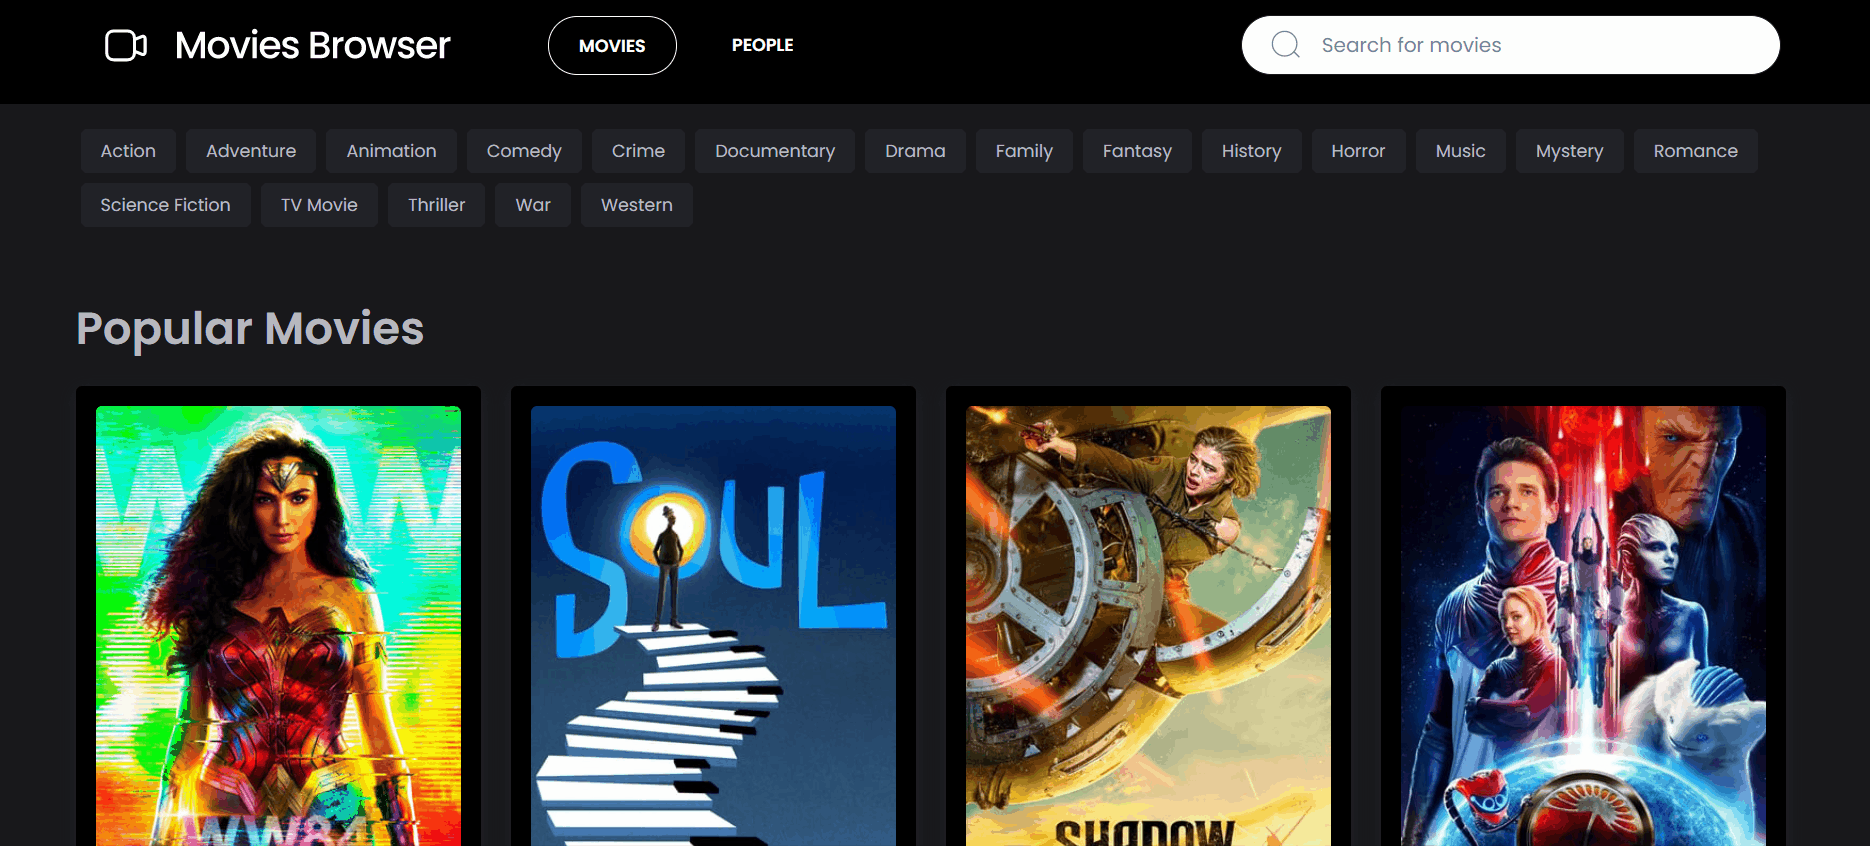 Movies Browser
MOVIES
PEOPLE
Search for movies
Action
Adventure
Animation
Comedy
Crime
Documentary
Drama
Family
Fantasy
History
Horror
Music
Mystery
Romance
Science Fiction
TV Movie
Thriller
War
Western
Popular Movies
WW84
SOUL
SHADOW